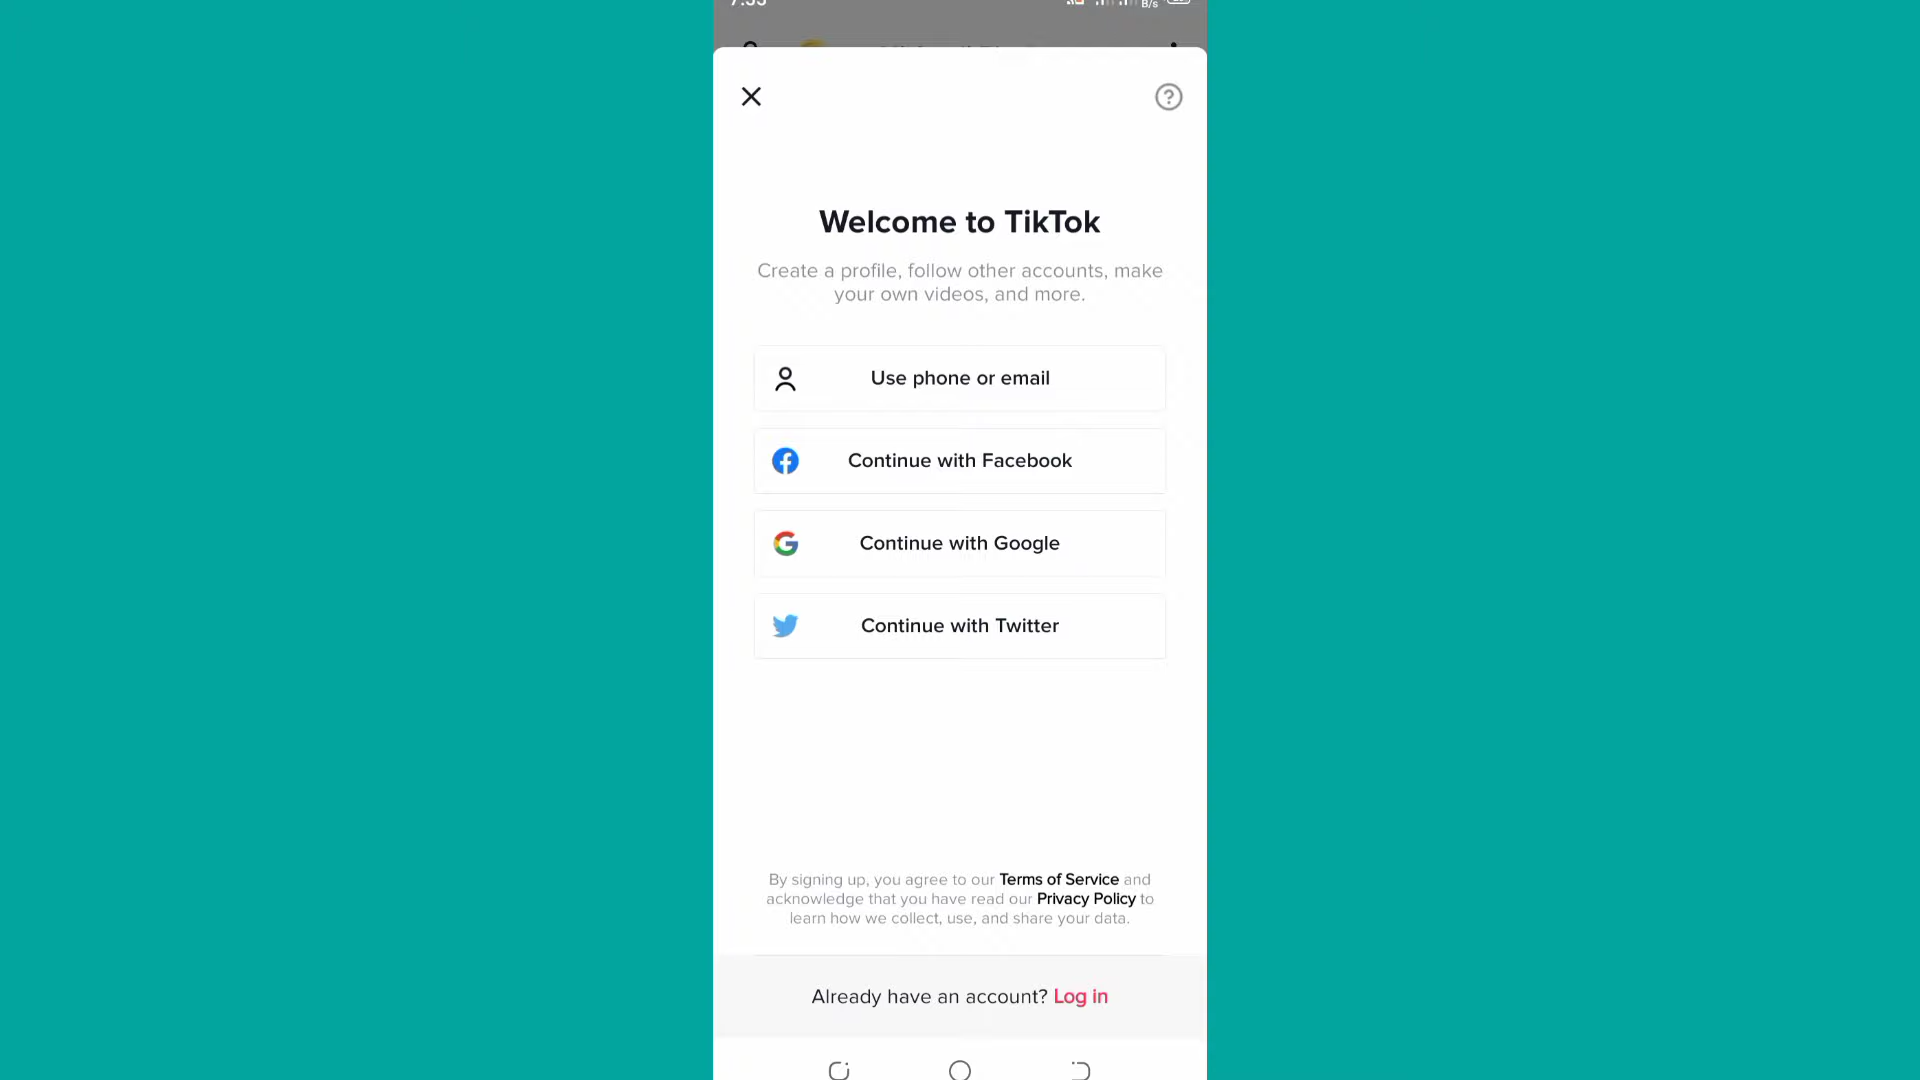 B/s
Welcome to TikTok
Create a profile, follow other accounts, make
your own videos, and more.
Use phone or email
Continue with Facebook
Continue with Google
Continue with Twitter
By signing up, you agree to our Terms of Service and
acknowledge that you have read our Privacy Policy to
learn how we collect, use, and share your data.
Already have an account? Log in